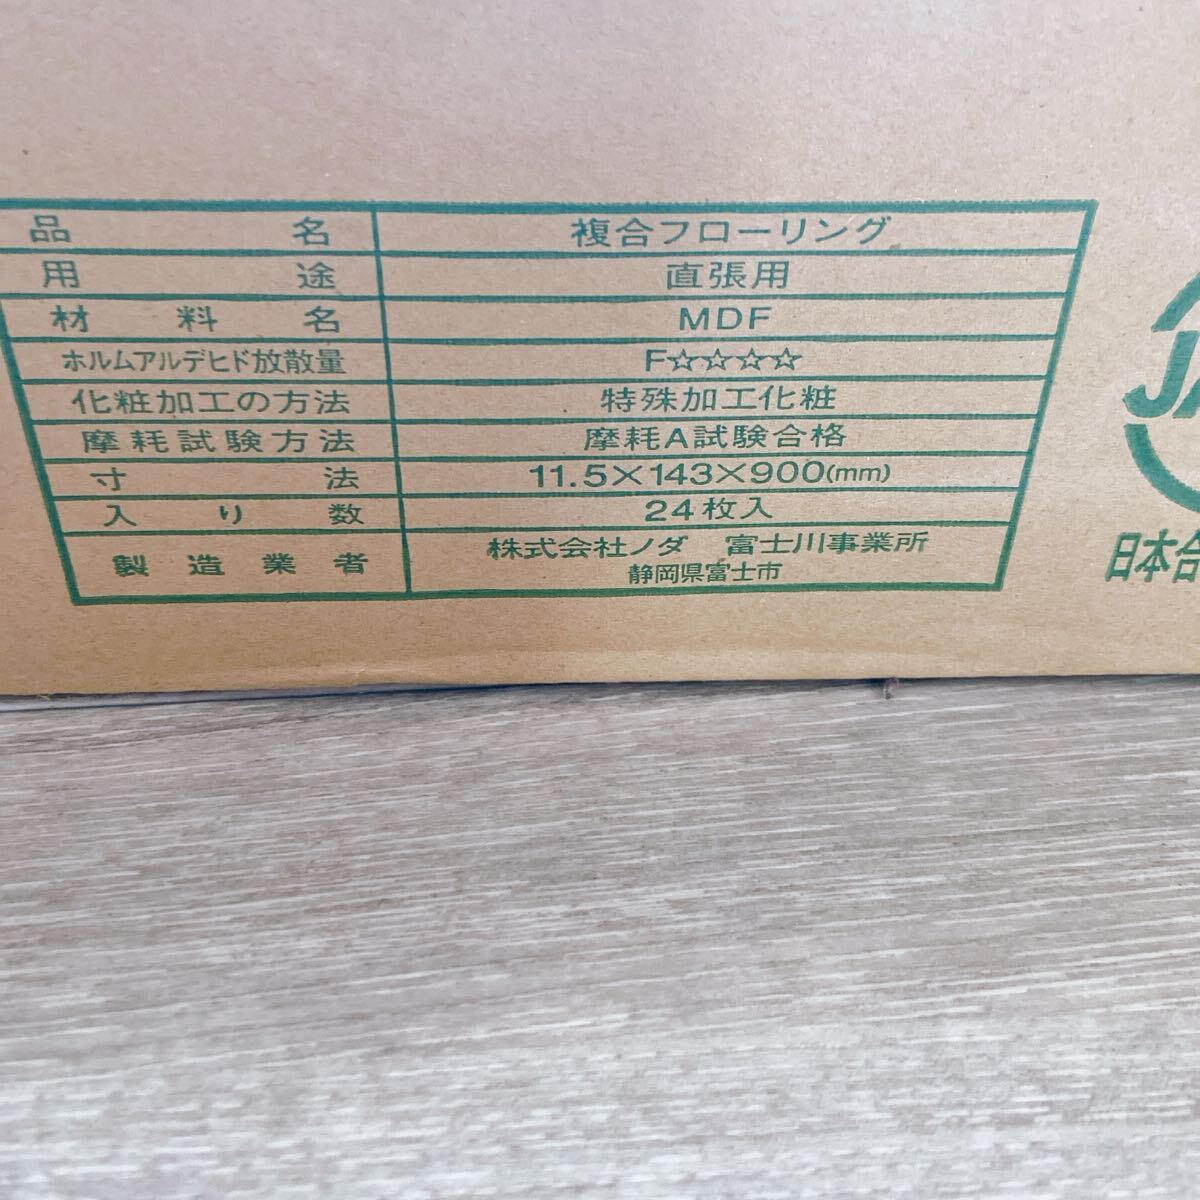 品名 複合フローリング
用途 直張用
材料名 MDF
ホルムアルデヒド放散量 F☆☆☆☆
化粧加工の方法 特殊加工化粧
摩耗試験方法 摩耗A試験合格
寸法 11.5×143×900(mm)
入り数 24枚入
製造業者 株式会社ノダ 富士川事業所
静岡県富士市
日本合